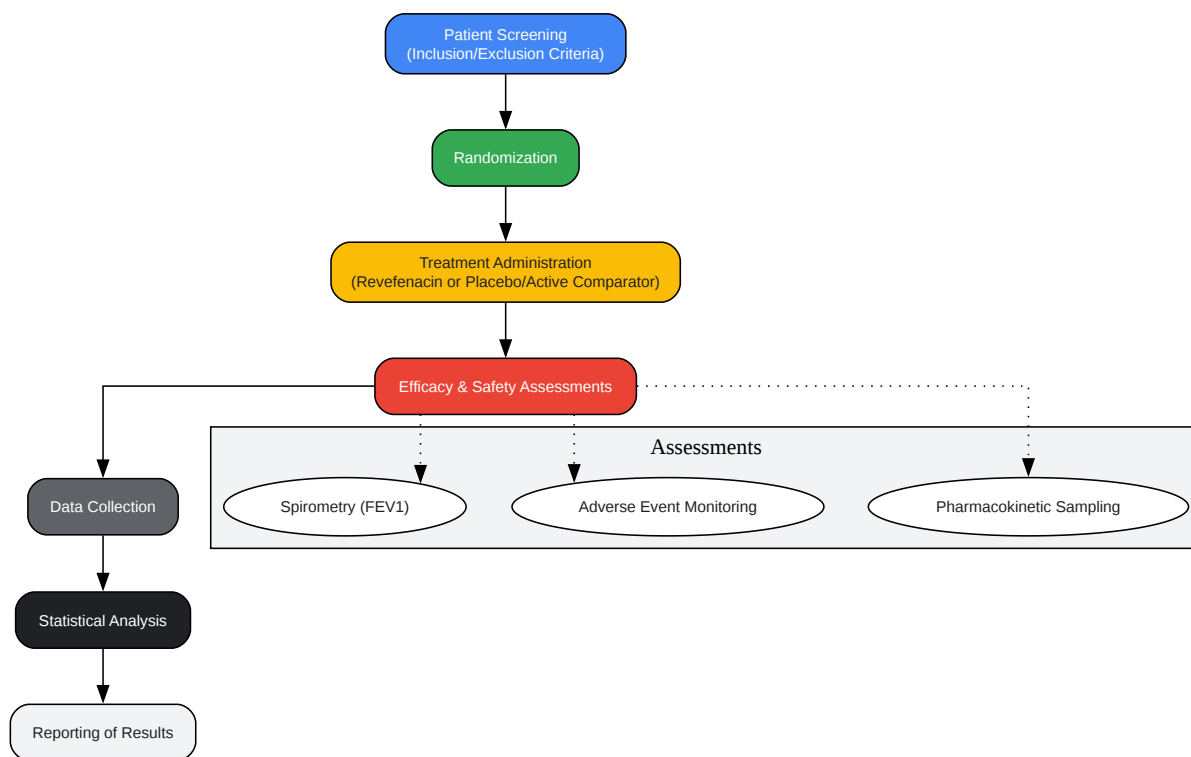 Patient Screening
(Inclusion/Exclusion Criteria)
Randomization
Treatment Administration
(Revefenacin or Placebo/Active Comparator)
Efficacy & Safety Assessments
Assessments
Data Collection
Spirometry (FEV1)
Adverse Event Monitoring
Pharmacokinetic Sampling
Statistical Analysis
Reporting of Results